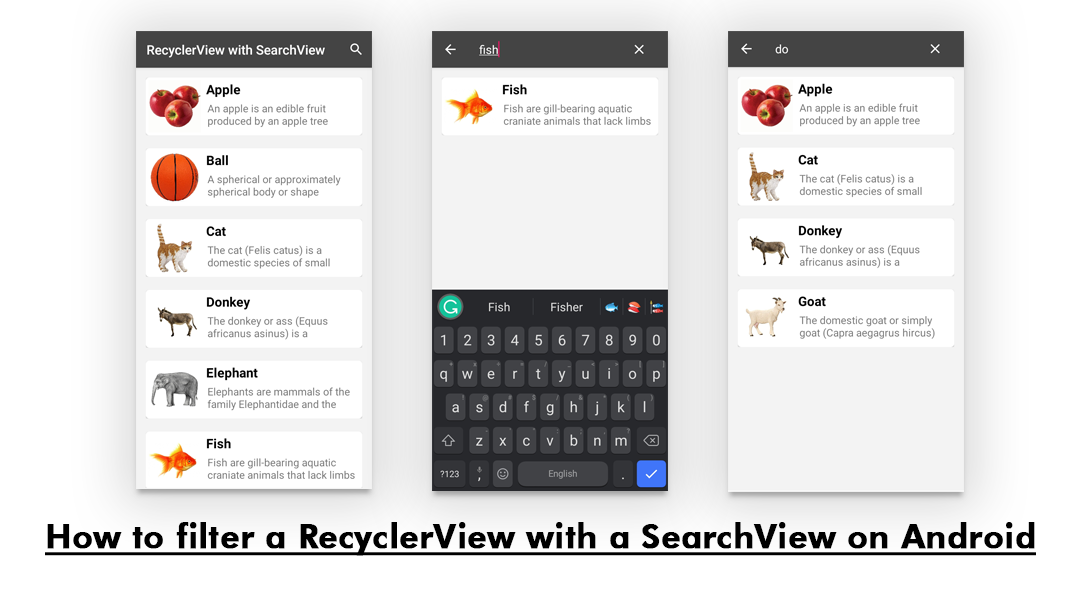 RecyclerView with SearchView
Apple
An apple is an edible fruit
produced by an apple tree
Ball
A spherical or approximately
spherical body or shape
Cat
The cat (Felis catus) is a
domestic species of small
Donkey
The donkey or ass (Equus
africanus asinus) is a
Elephant
Elephants are mammals of the
family Elephantidae and the
Fish
Fish are gill-bearing aquatic
craniate animals that lack limbs
fish
Fish
Fish are gill-bearing aquatic
craniate animals that lack limbs
Fish Fisher
1 2 3 4 5 6 7 8 9 0
q w e r t y u i o p
a s d f g h j k l
z x c v b n m
?123 , English .
do
Apple
An apple is an edible fruit
produced by an apple tree
Cat
The cat (Felis catus) is a
domestic species of small
Donkey
The donkey or ass (Equus
africanus asinus) is a
Goat
The domestic goat or simply
goat (Capra aegagrus hircus)
How to filter a RecyclerView with a SearchView on Android